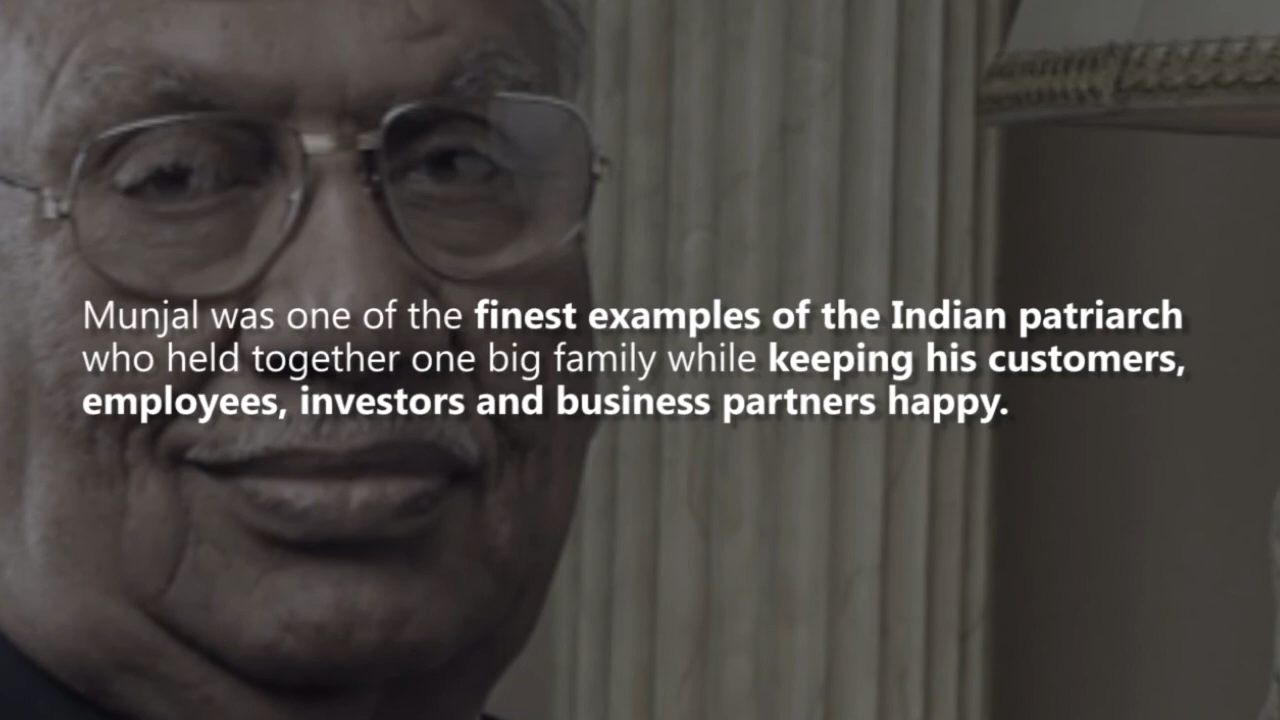 Munjal was one of the finest examples of the Indian patriarch
who held together one big family while keeping his customers,
employees, investors and business partners happy.